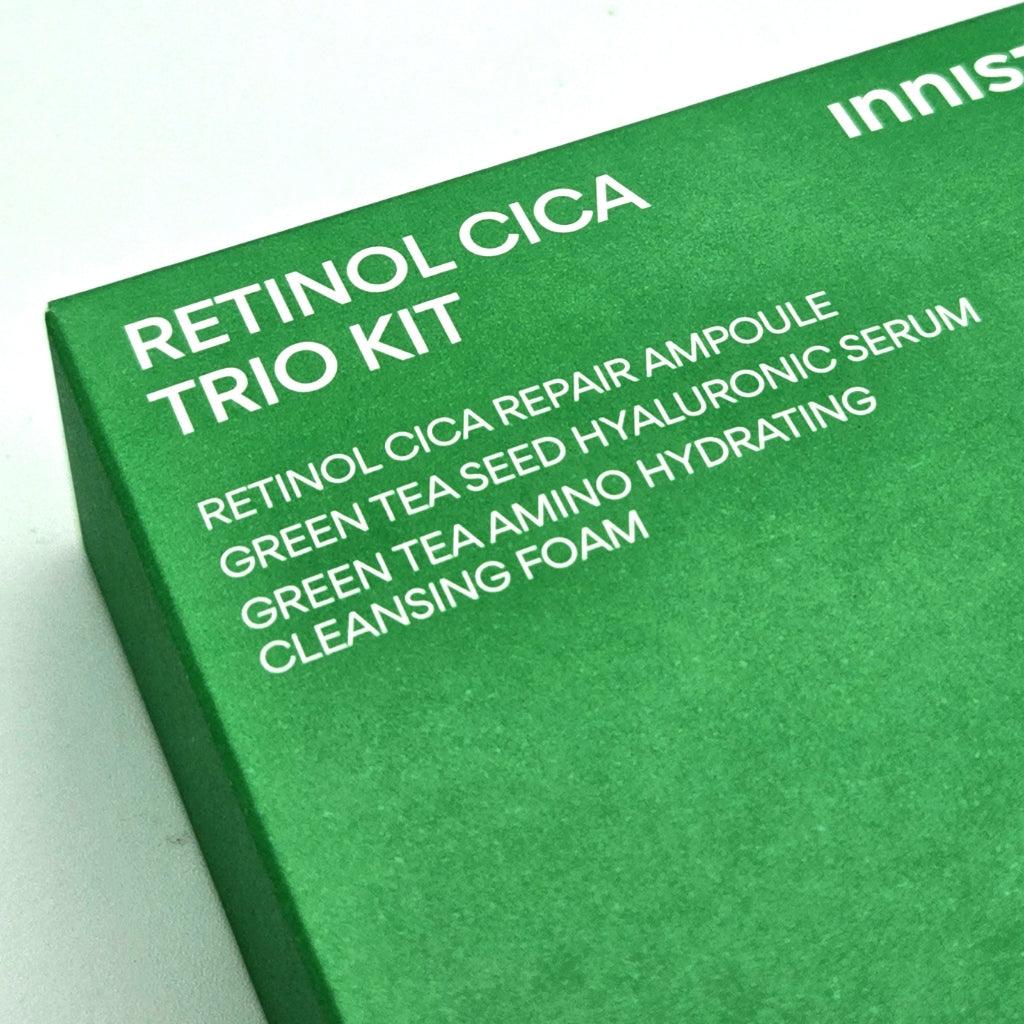 INNIS
RETINOL CICA
TRIO KIT
RETINOL CICA REPAIR AMPOULE
GREEN TEA SEED HYALURONIC SERUM
GREEN TEA AMINO HYDRATING
CLEANSING FOAM